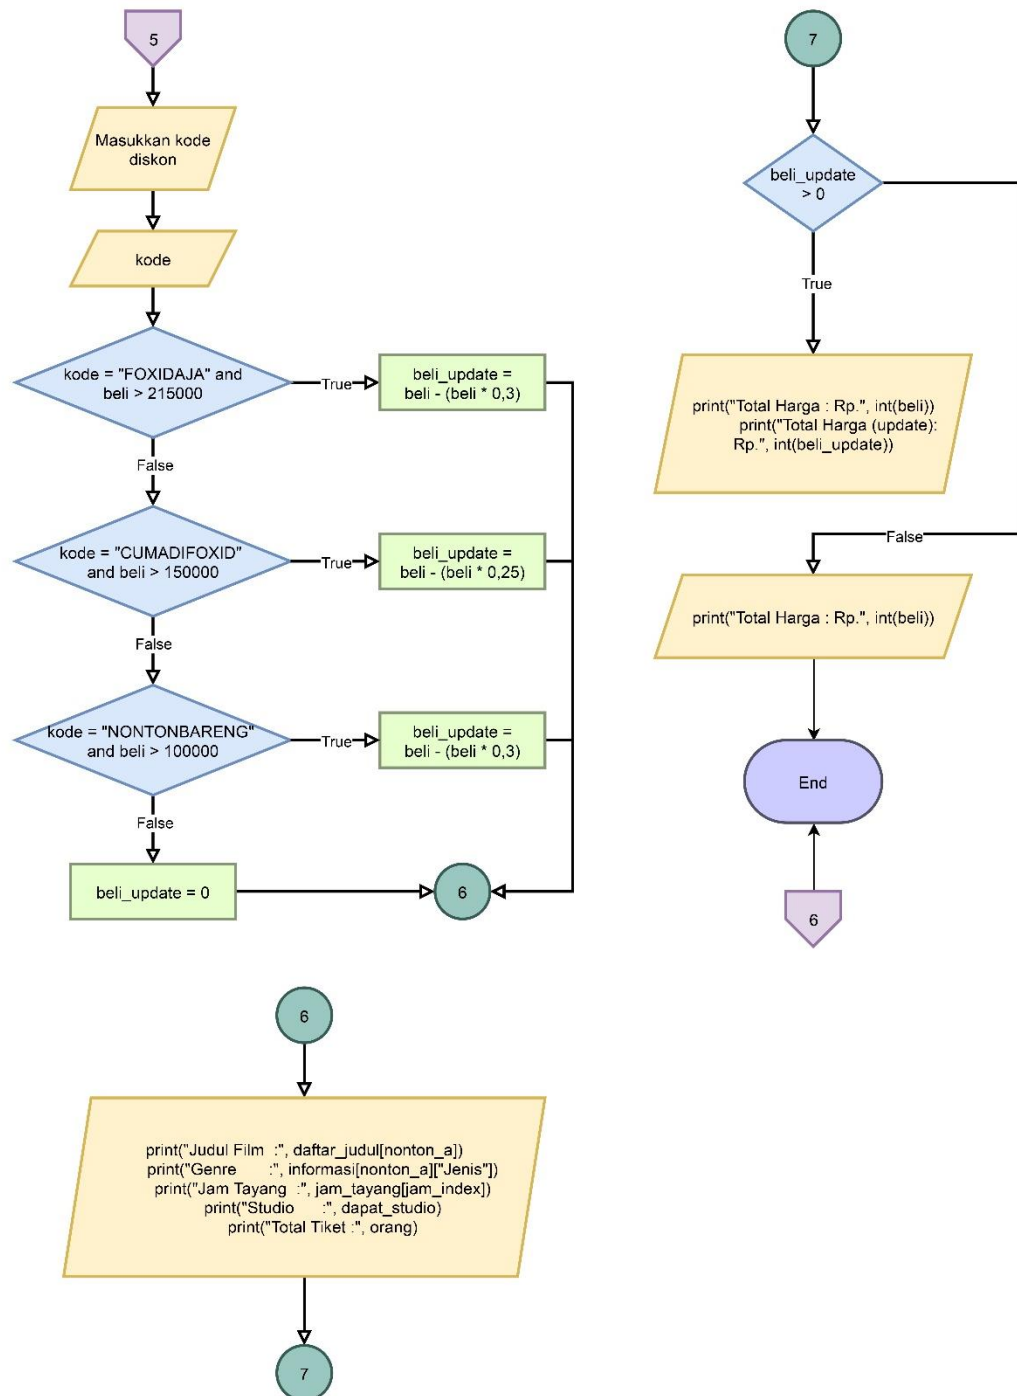 5
Masukkan kode
diskon
kode
kode = "FOXIDAJA" and
beli > 215000
True
beli_update =
beli - (beli * 0,3)
False
kode = "CUMADIFOXID"
and beli > 150000
True
beli_update =
beli - (beli * 0,25)
False
kode = "NONTONBARENG"
and beli > 100000
True
beli_update =
beli - (beli * 0,3)
False
beli_update = 0
6
7
beli_update
> 0
True
print("Total Harga : Rp.", int(beli))
print("Total Harga (update):
Rp.", int(beli_update))
False
print("Total Harga : Rp.", int(beli))
End
6
6
print("Judul Film  :", daftar_judul[nonton_a])
print("Genre       :", informasi[nonton_a]["Jenis"])
print("Jam Tayang  :", jam_tayang[jam_index])
print("Studio      :", dapat_studio)
print("Total Tiket :", orang)
7